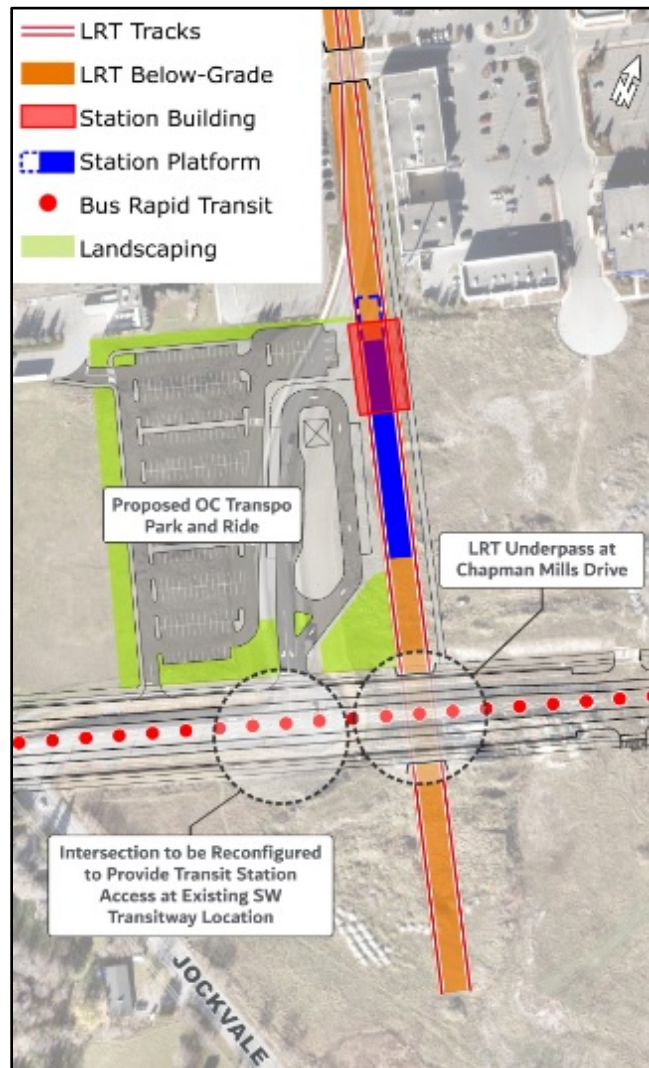 LRT Tracks
LRT Below-Grade
Station Building
Station Platform
Bus Rapid Transit
Landscaping
N
Proposed OC Transpo
Park and Ride
LRT Underpass at
Chapman Mills Drive
Intersection to be Reconfigured
to Provide Transit Station
Access at Existing SW
Transitway Location
JOCKVALE